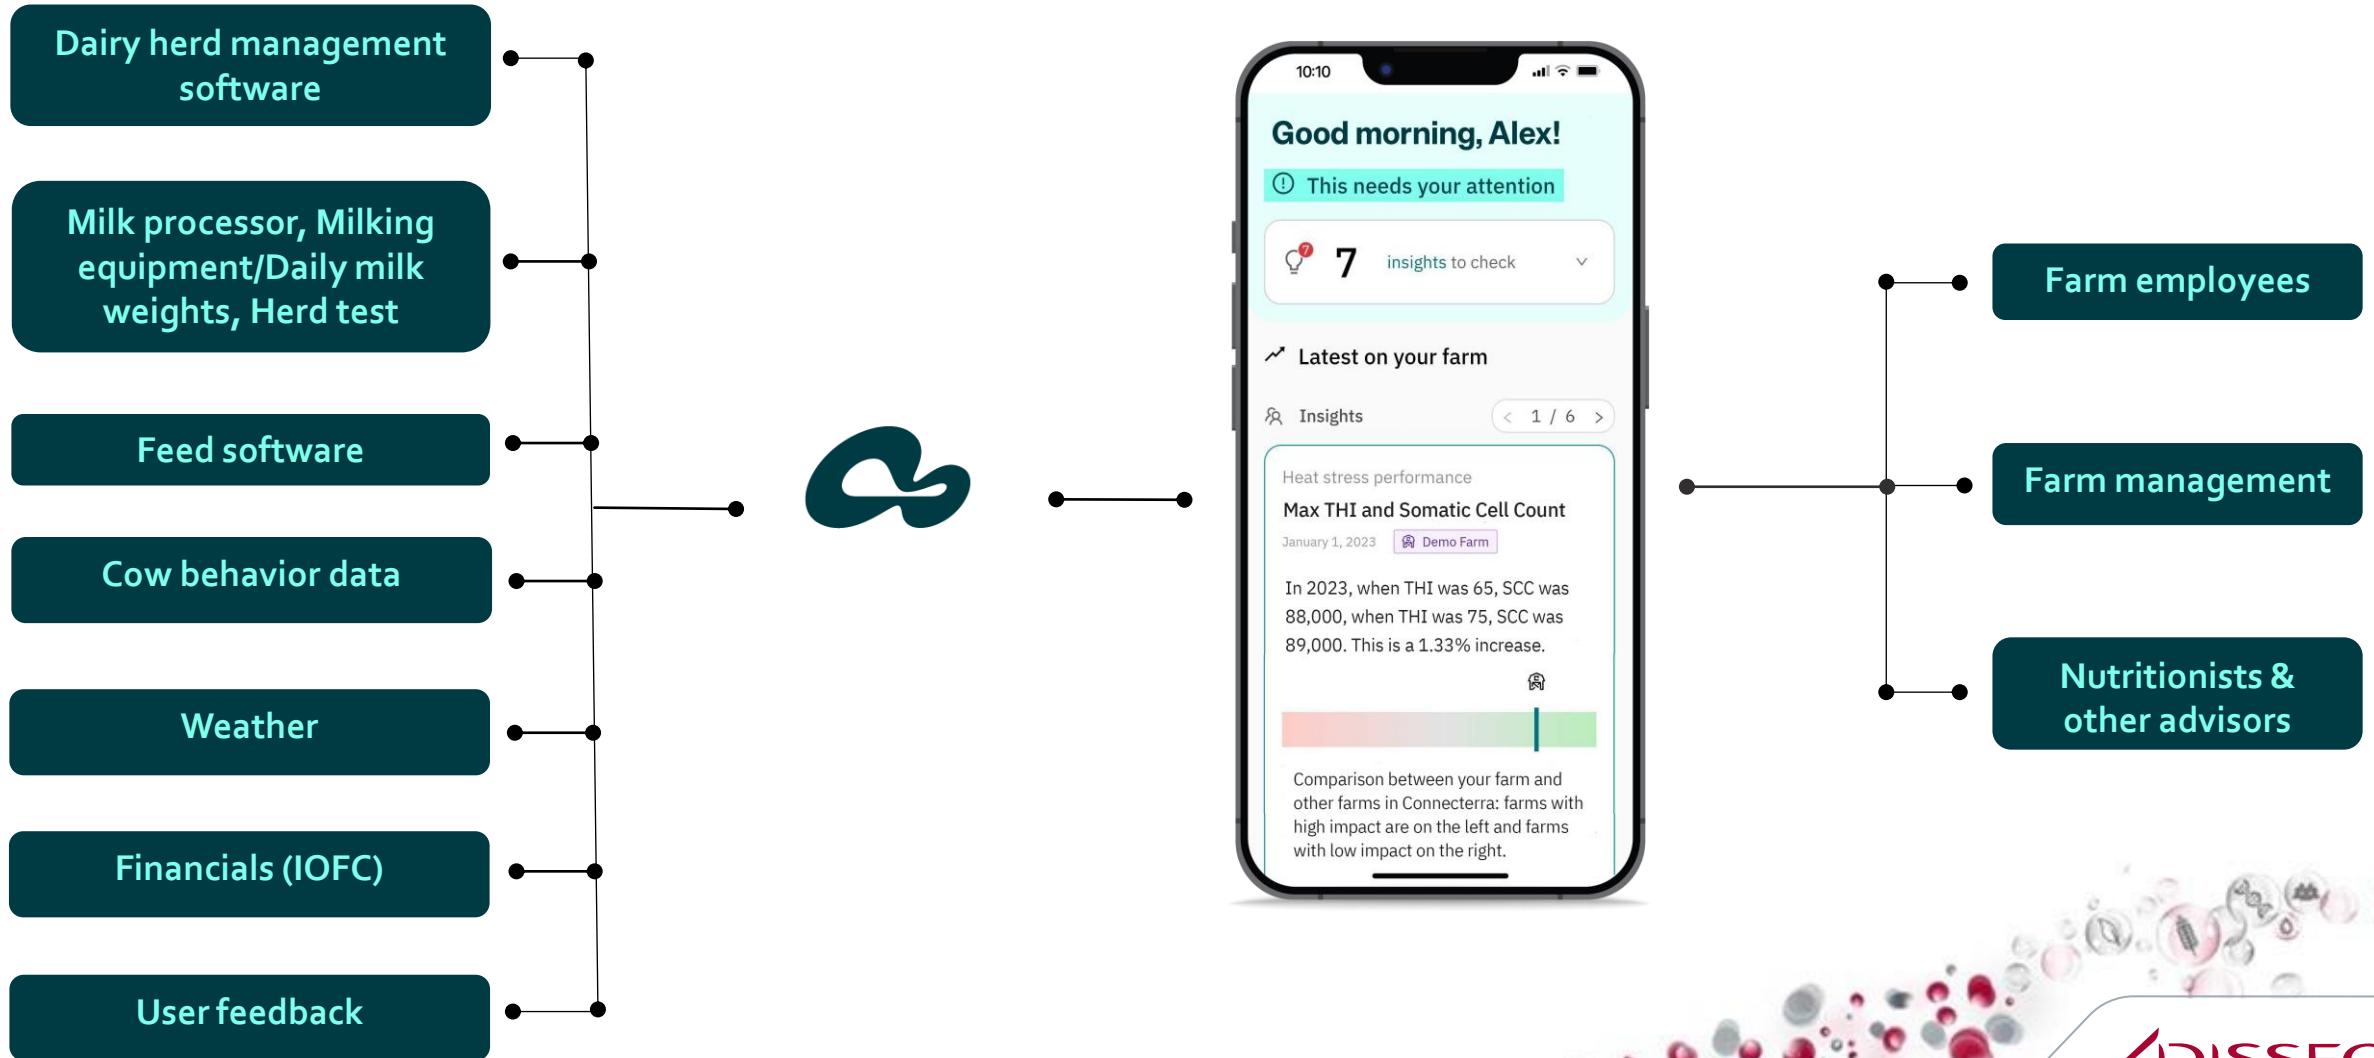 Dairy herd management
software
Milk processor, Milking
equipment/Daily milk
weights, Herd test
Feed software
Cow behavior data
Weather
Financials (IOFC)
User feedback
10:10
Good morning, Alex!
This needs your attention
7
7 insights to check
Latest on your farm
Insights
< 1 / 6 >
Heat stress performance
Max THI and Somatic Cell Count
January 1, 2023 Demo Farm
In 2023, when THI was 65, SCC was
88,000, when THI was 75, SCC was
89,000. This is a 1.33% increase.
Comparison between your farm and
other farms in Connecterra: farms with
high impact are on the left and farms
with low impact on the right.
Farm employees
Farm management
Nutritionists &
other advisors